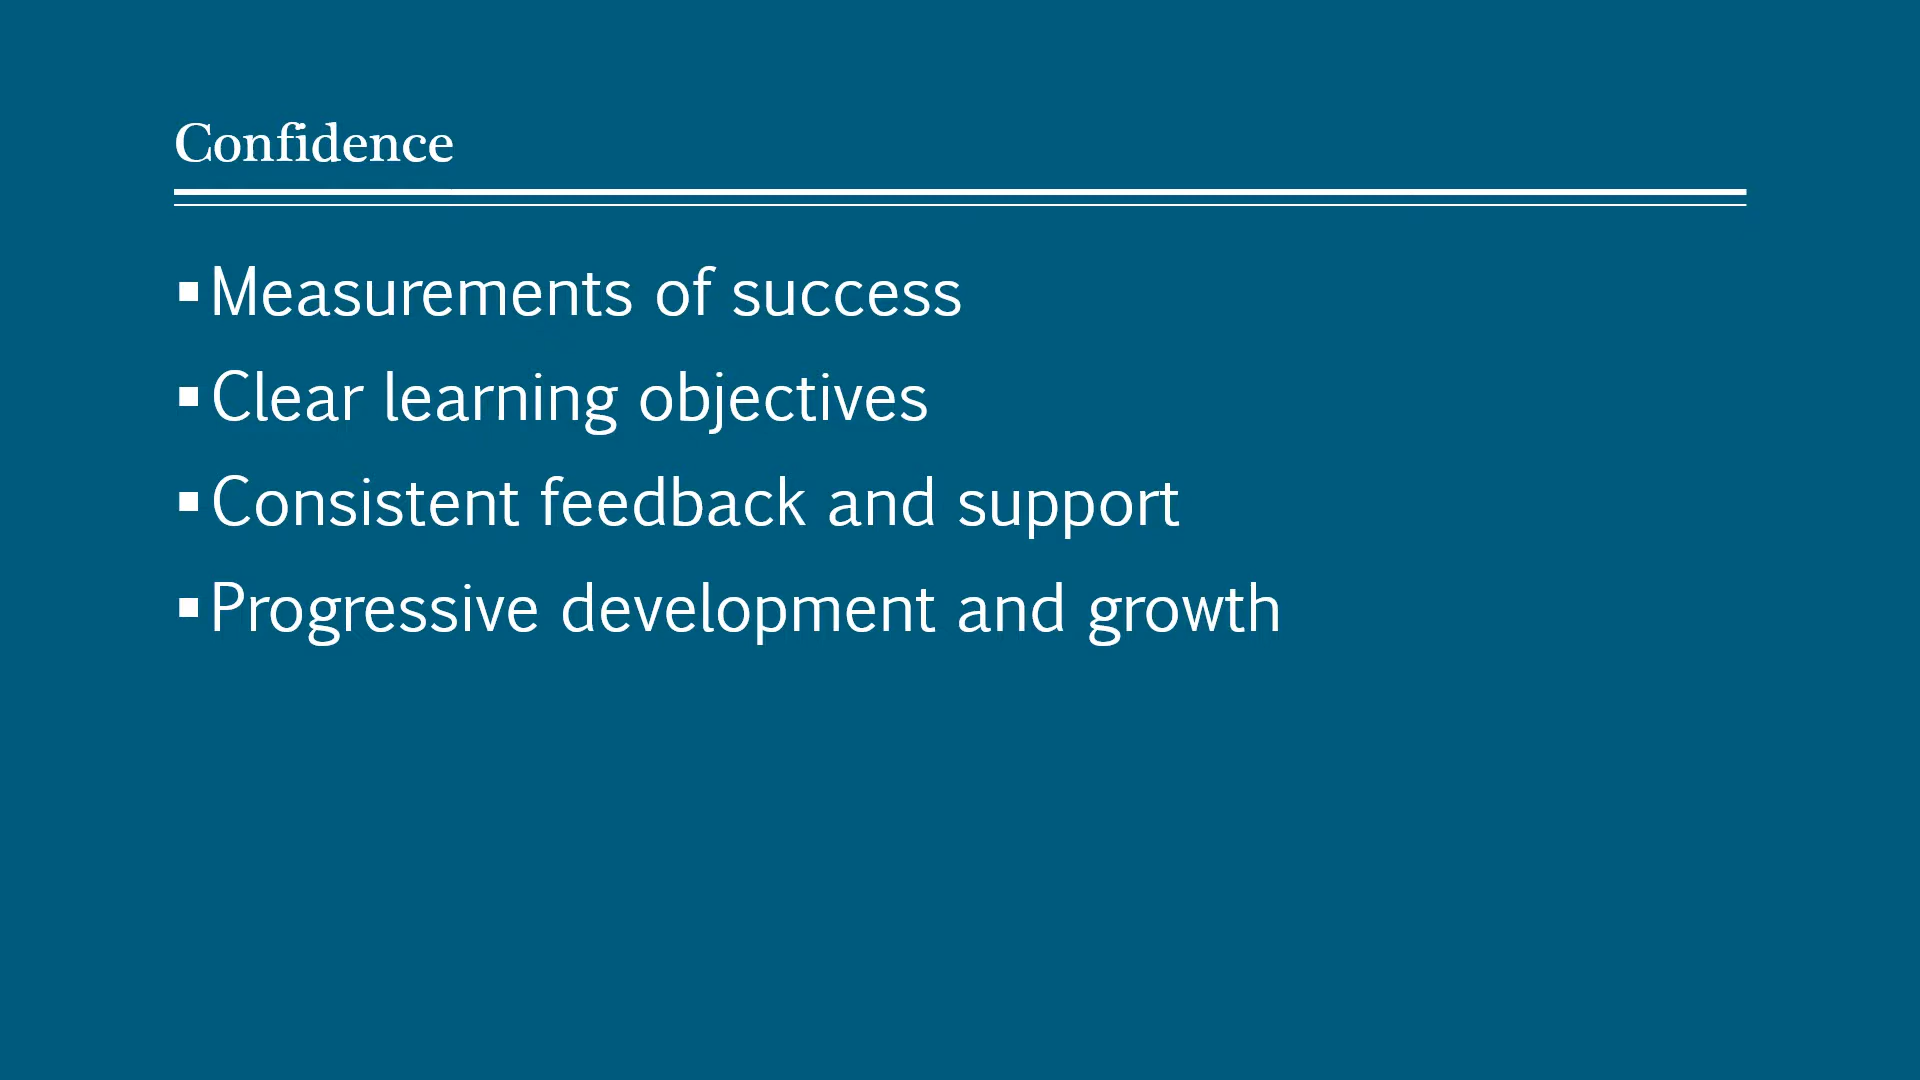 Confidence
▪Measurements of success
▪Clear learning objectives
▪Consistent feedback and support
▪Progressive development and growth